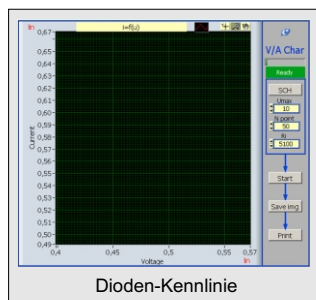 lin
I=f(u)
0,67
0,66
0,65
0,64
0,63
0,62
0,61
0,60
0,59
0,58
0,57
0,56
0,55
0,54
0,53
0,52
0,51
0,50
0,49
Current
0,4
0,45
0,5
0,55
0,57
Voltage
lin
V/A Char
Ready
SCH
Umax
10
N point
50
Ri
5100
Start
Save img
Print
Dioden-Kennlinie